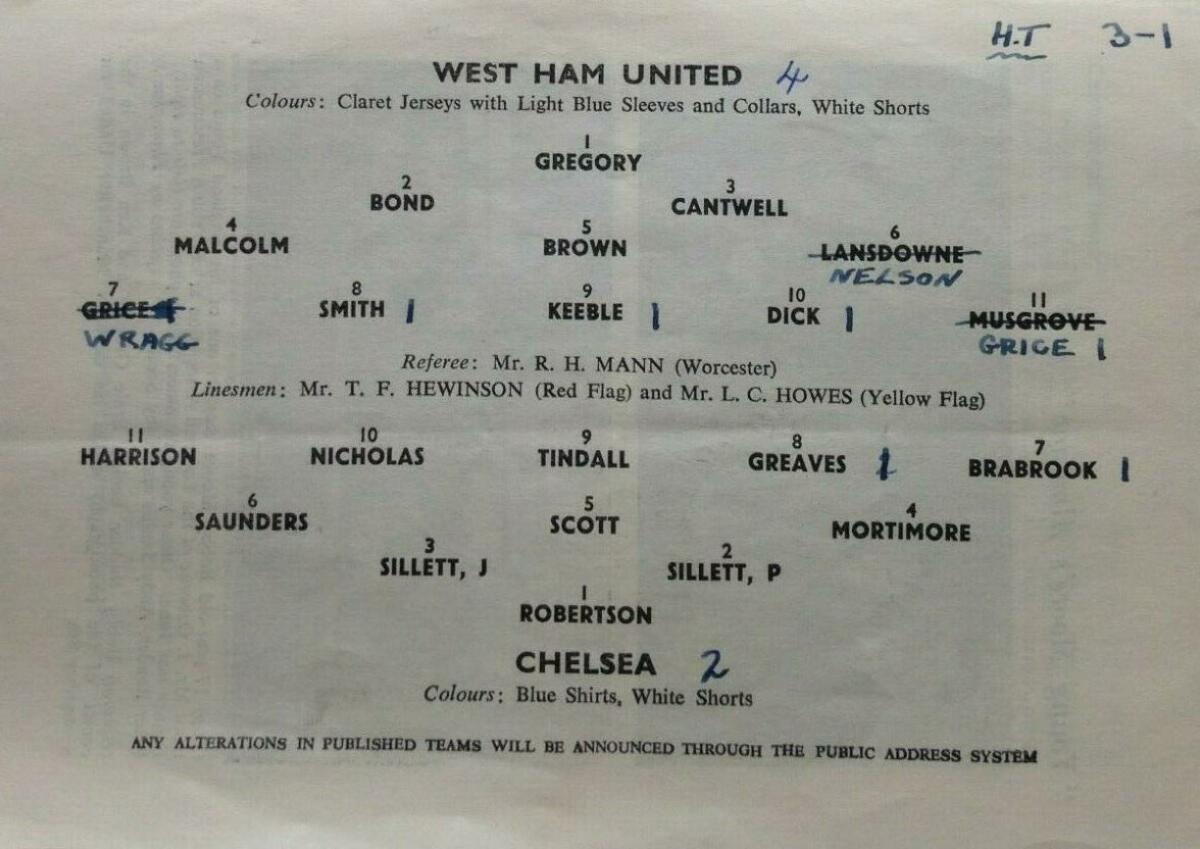 H.T 3-1
WEST HAM UNITED 4
Colours: Claret Jerseys with Light Blue Sleeves and Collars, White Shorts
1
GREGORY
2 3
BOND CANTWELL
4 5 6
MALCOLM BROWN LANSDOWNE
NELSON
7 8 9 10 11
GRICE SMITH 1 KEEBLE 1 DICK 1 MUSGROVE
WRAGG GRICE 1
Referee: Mr. R. H. MANN (Worcester)
Linesmen: Mr. T. F. HEWINSON (Red Flag) and Mr. L. C. HOWES (Yellow Flag)
11 10 9 8 7
HARRISON NICHOLAS TINDALL GREAVES 1 BRABROOK 1
6 5 4
SAUNDERS SCOTT MORTIMORE
3 2
SILLETT, J SILLETT, P
1
ROBERTSON
CHELSEA 2
Colours: Blue Shirts, White Shorts
ANY ALTERATIONS IN PUBLISHED TEAMS WILL BE ANNOUNCED THROUGH THE PUBLIC ADDRESS SYSTEM